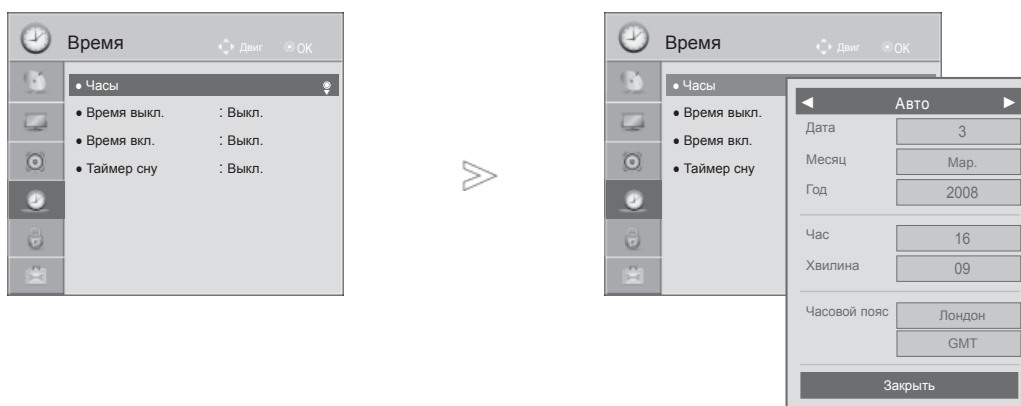 Время Двиг OK
● Часы
● Время выкл. : Выкл.
● Время вкл. : Выкл.
● Таймер сну : Выкл.
Время Двиг OK
● Часы
● Время выкл.
● Время вкл.
● Таймер сну
◄ Авто ►
Дата 3
Месяц Мар.
Год 2008
Час 16
Хвилина 09
Часовой пояс Лондон
GMT
Закрыть